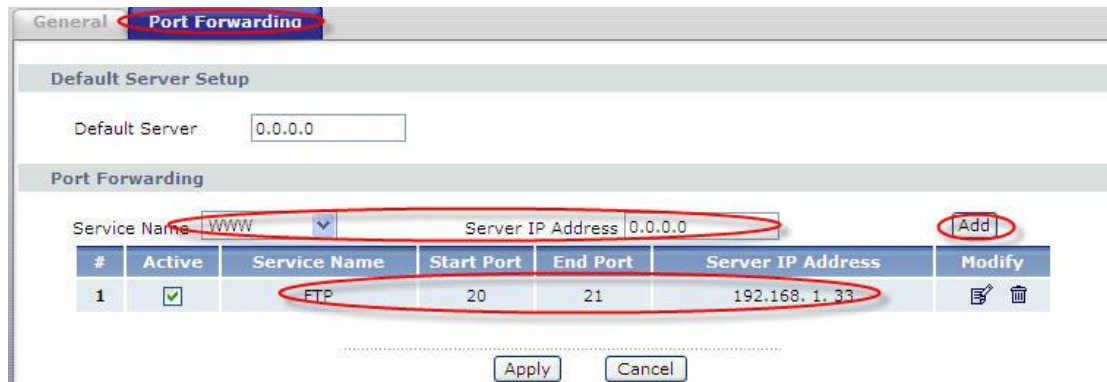 General Port Forwarding
Default Server Setup
Default Server 0.0.0.0
Port Forwarding
Service Name WWW Server IP Address 0.0.0.0 Add
# Active Service Name Start Port End Port Server IP Address Modify
1 FTP 20 21 192.168. 1. 33
Apply Cancel